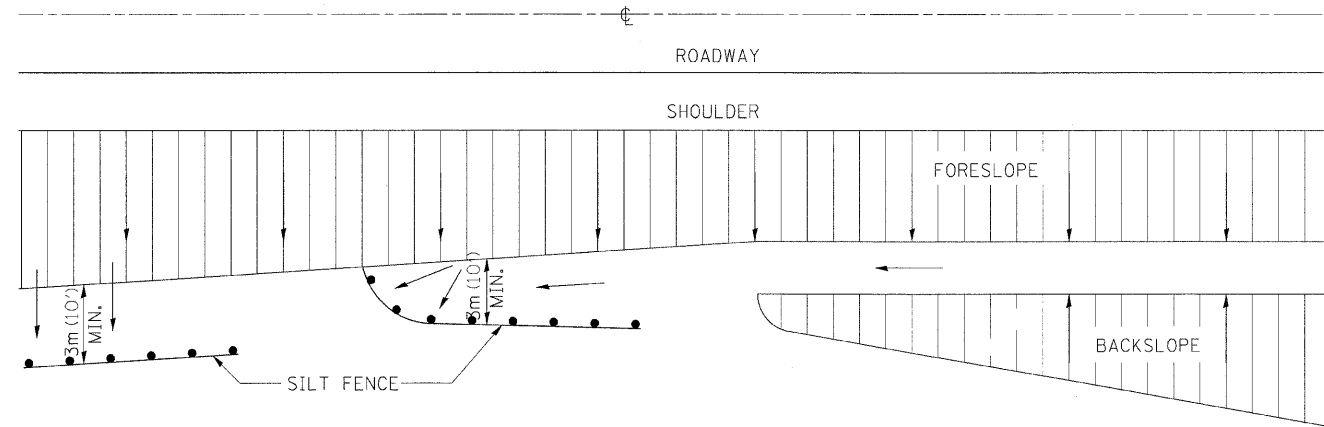 ℄
ROADWAY
SHOULDER
FORESLOPE
3m (10')
MIN.
3m (10')
MIN.
BACKSLOPE
SILT FENCE